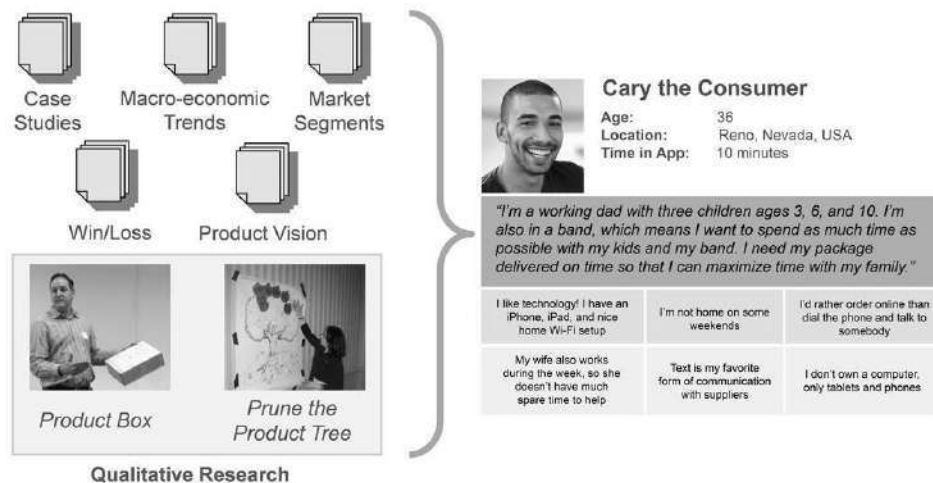 Case
Studies
Macro-economic
Trends
Market
Segments
Win/Loss
Product Vision
Product Box
Prune the
Product Tree
Qualitative Research
Cary the Consumer
Age: 36
Location: Reno, Nevada, USA
Time in App: 10 minutes
"I'm a working dad with three children ages 3, 6, and 10. I'm
also in a band, which means I want to spend as much time as
possible with my kids and my band. I need my package
delivered on time so that I can maximize time with my family."
I like technology! I have an
iPhone, iPad, and nice
home Wi-Fi setup
I'm not home on some
weekends
I'd rather order online than
dial the phone and talk to
somebody
My wife also works
during the week, so she
doesn't have much
spare time to help
Text is my favorite
form of communication
with suppliers
I don't own a computer,
only tablets and phones